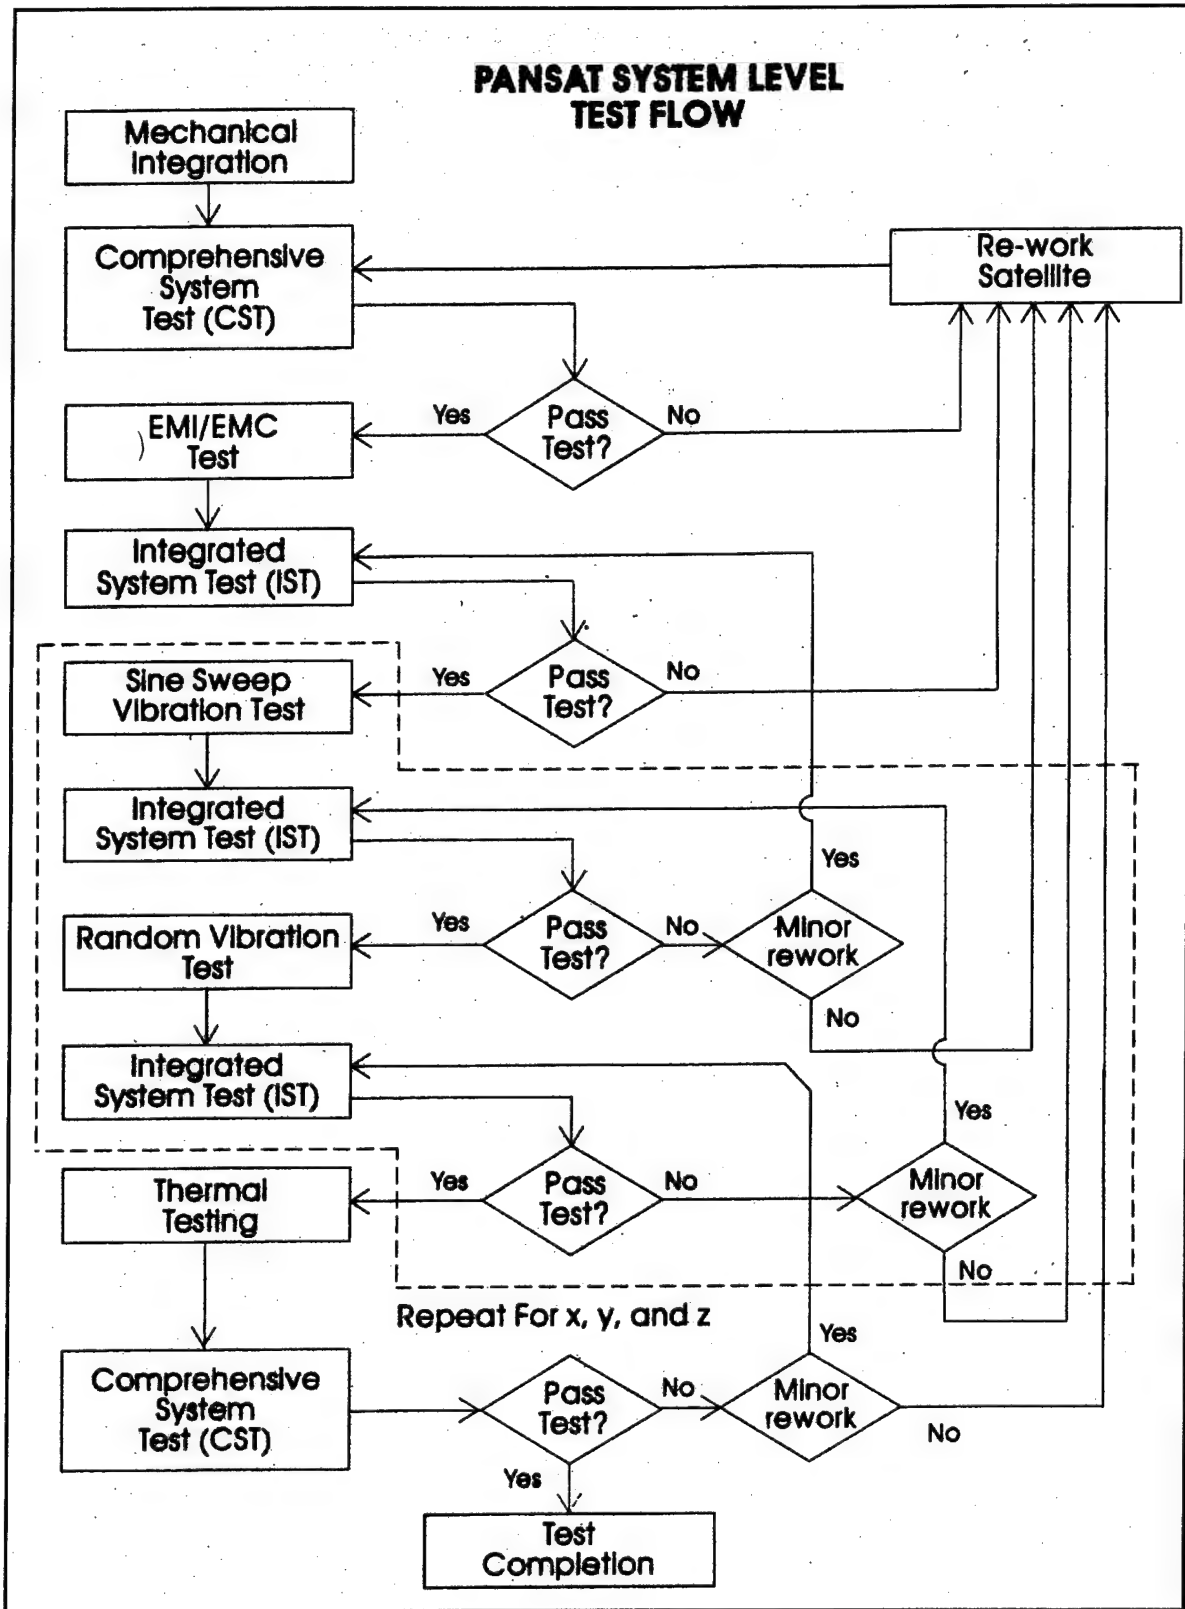 PANSAT SYSTEM LEVEL
TEST FLOW
Mechanical
Integration
Comprehensive
System
Test (CST)
Re-work
Satellite
Yes
Pass
Test?
No
EMI/EMC
Test
Integrated
System Test (IST)
Sine Sweep
Vibration Test
Yes
Pass
Test?
No
Integrated
System Test (IST)
Yes
Random Vibration
Test
Yes
Pass
Test?
No
Minor
rework
No
Integrated
System Test (IST)
Yes
Thermal
Testing
Yes
Pass
Test?
No
Minor
rework
No
Repeat For x, y, and z
Yes
Comprehensive
System
Test (CST)
Pass
Test?
No
Minor
rework
No
Yes
Test
Completion